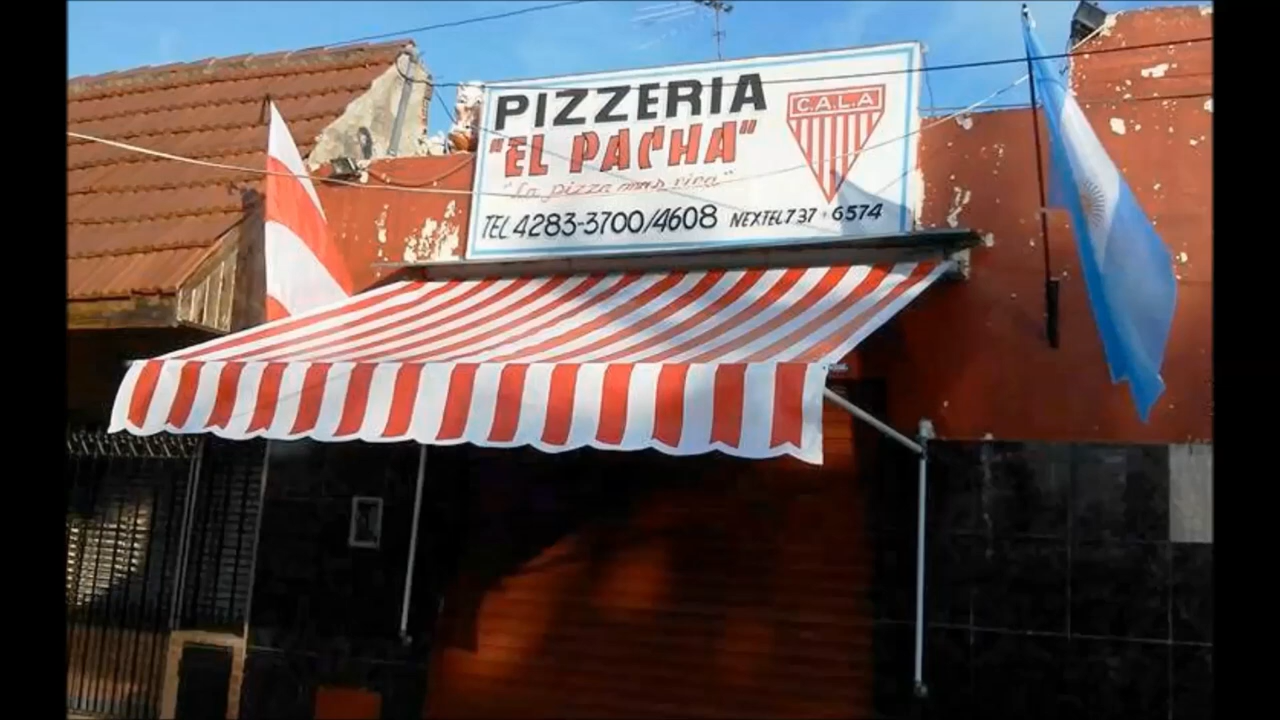 PIZZERIA
"EL PACHA"
"La pizza mas rica"
TEL 4283-3700/4608 NEXTEL 737*6574
C.A.L.A